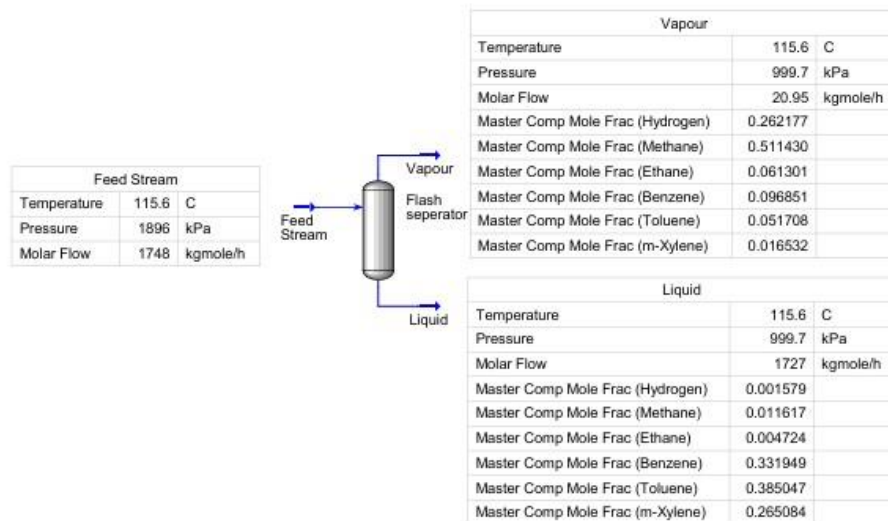 Vapour
Temperature 115.6 C
Pressure 999.7 kPa
Molar Flow 20.95 kgmole/h
Master Comp Mole Frac (Hydrogen) 0.262177
Master Comp Mole Frac (Methane) 0.511430
Master Comp Mole Frac (Ethane) 0.061301
Master Comp Mole Frac (Benzene) 0.096851
Master Comp Mole Frac (Toluene) 0.051708
Master Comp Mole Frac (m-Xylene) 0.016532
Feed Stream
Temperature 115.6 C
Pressure 1896 kPa
Molar Flow 1748 kgmole/h
Feed
Stream
Vapour
Flash
seperator
Liquid
Liquid
Temperature 115.6 C
Pressure 999.7 kPa
Molar Flow 1727 kgmole/h
Master Comp Mole Frac (Hydrogen) 0.001579
Master Comp Mole Frac (Methane) 0.011617
Master Comp Mole Frac (Ethane) 0.004724
Master Comp Mole Frac (Benzene) 0.331949
Master Comp Mole Frac (Toluene) 0.385047
Master Comp Mole Frac (m-Xylene) 0.265084